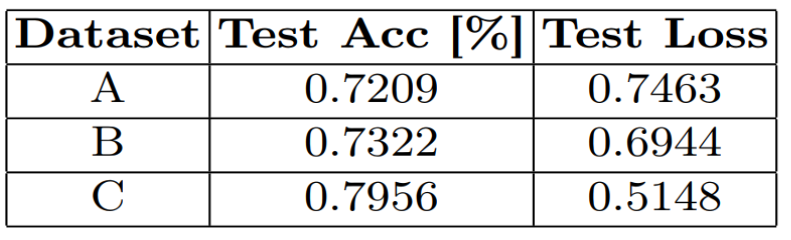 Dataset Test Acc [%] Test Loss
A 0.7209 0.7463
B 0.7322 0.6944
C 0.7956 0.5148